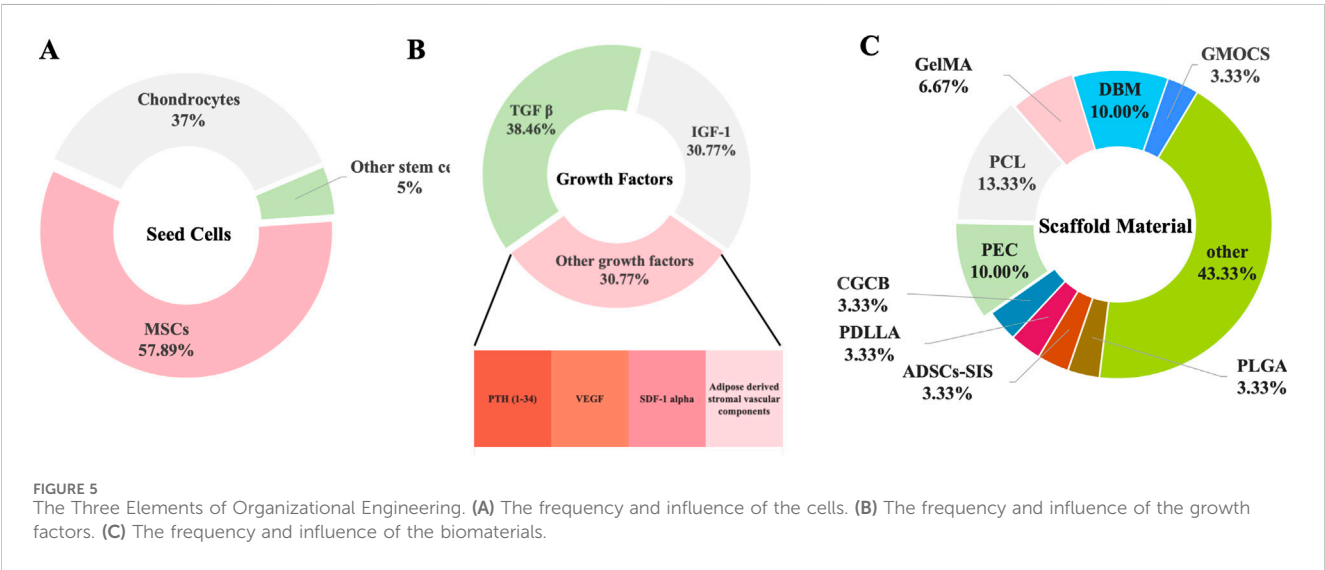 A
Chondrocytes
37%
Other stem ce
5%
Seed Cells
MSCs
57.89%
B
TGF β
38.46%
IGF-1
30.77%
Growth Factors
Other growth factors
30.77%
PTH (1-34)
VEGF
SDF-1 alpha
Adipose derived
stromal vascular
components
C
GelMA
6.67%
DBM
10.00%
GMOCS
3.33%
PCL
13.33%
Scaffold Material
other
43.33%
PEC
10.00%
CGCB
3.33%
PDLLA
3.33%
ADSCs-SIS
3.33%
PLGA
3.33%
FIGURE 5
The Three Elements of Organizational Engineering. (A) The frequency and influence of the cells. (B) The frequency and influence of the growth
factors. (C) The frequency and influence of the biomaterials.